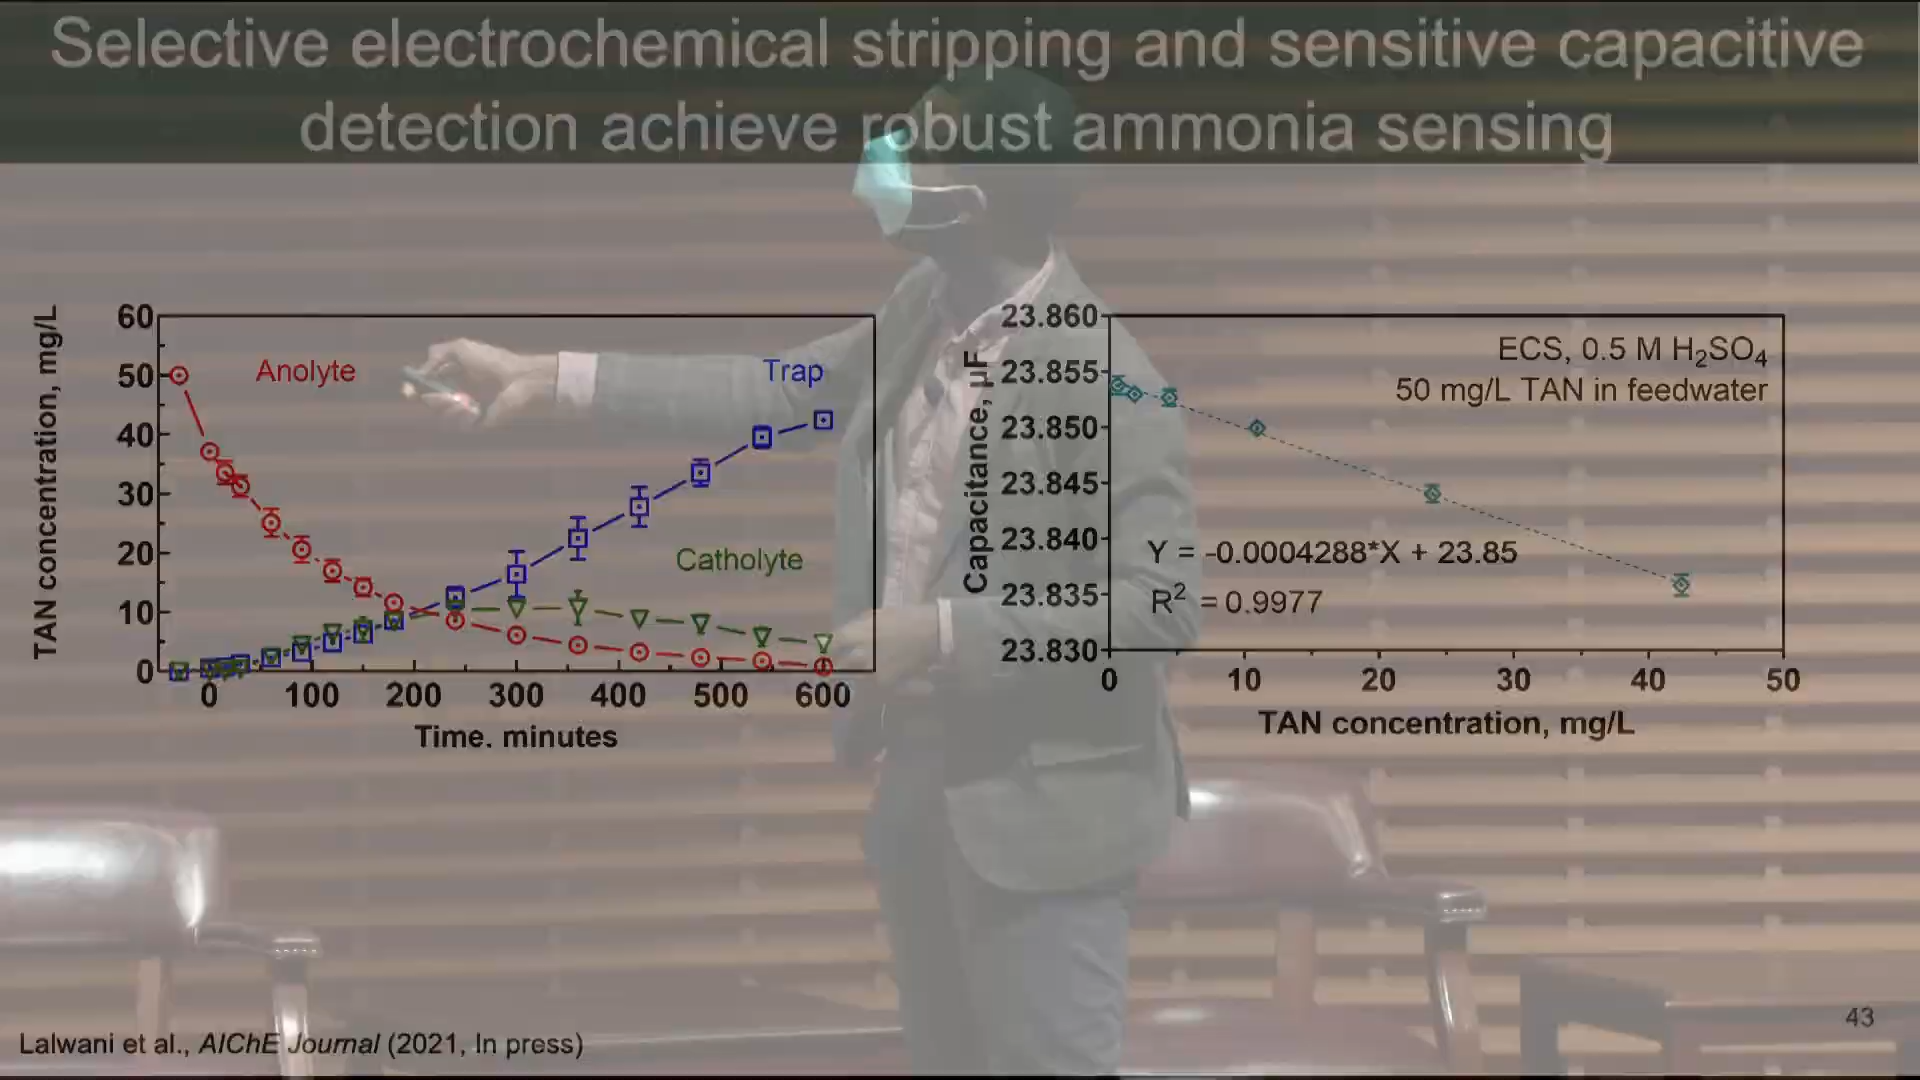 Selective electrochemical stripping and sensitive capacitive
detection achieve robust ammonia sensing
TAN concentration, mg/L
60
50
40
30
20
10
0
Anolyte
Trap
Catholyte
0 100 200 300 400 500 600
Time. minutes
Capacitance, µF
23.860
23.855
23.850
23.845
23.840
23.835
23.830
ECS, 0.5 M H₂SO₄
50 mg/L TAN in feedwater
Y = -0.0004288*X + 23.85
R² = 0.9977
0 10 20 30 40 50
TAN concentration, mg/L
Lalwani et al., AIChE Journal (2021, In press)
43